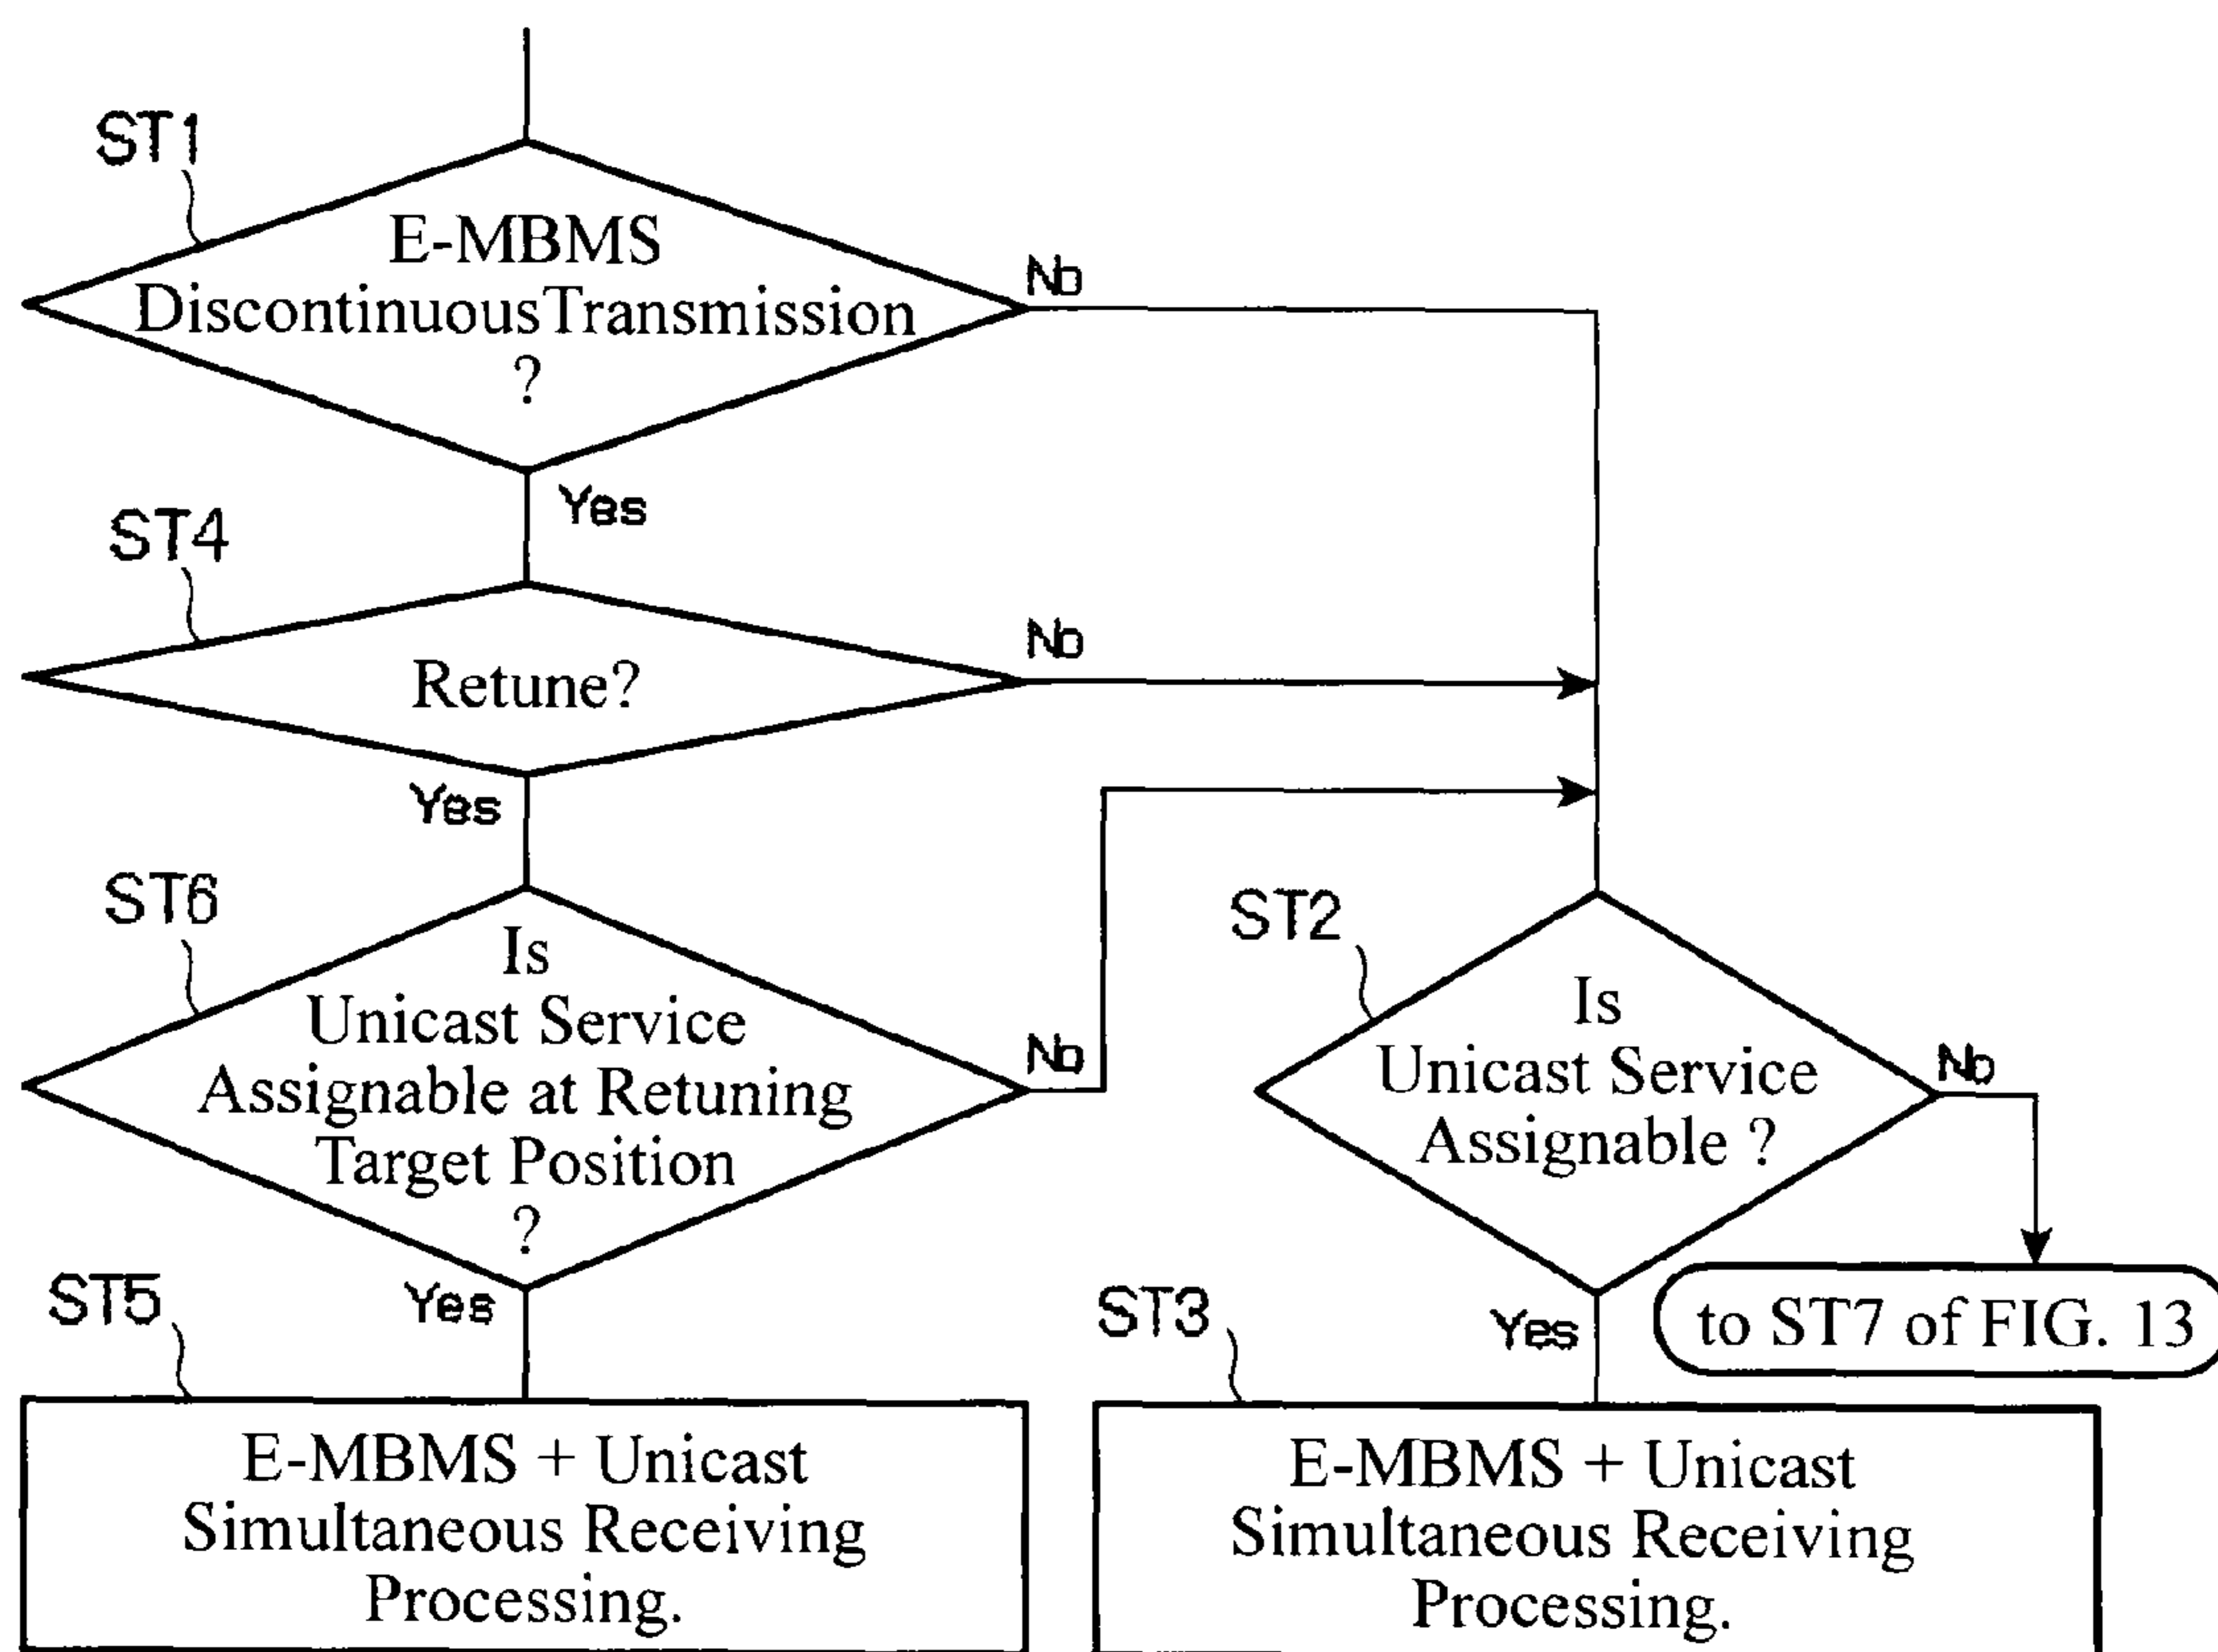 ST1
E-MBMS
Discontinuous Transmission
?
No
Yes
ST4
Retune?
No
Yes
ST6
Is
Unicast Service
Assignable at Retuning
Target Position
?
No
Yes
ST2
Is
Unicast Service
Assignable ?
No
Yes
to ST7 of FIG. 13
ST5
E-MBMS + Unicast
Simultaneous Receiving
Processing.
ST3
E-MBMS + Unicast
Simultaneous Receiving
Processing.